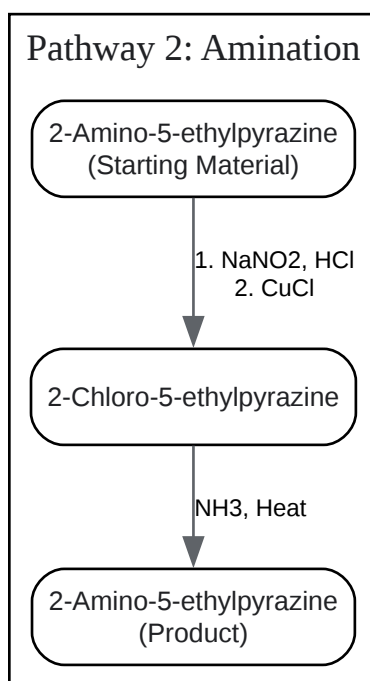 Pathway 2: Amination
2-Amino-5-ethylpyrazine
(Starting Material)
1. NaNO2, HCl
2. CuCl
2-Chloro-5-ethylpyrazine
NH3, Heat
2-Amino-5-ethylpyrazine
(Product)